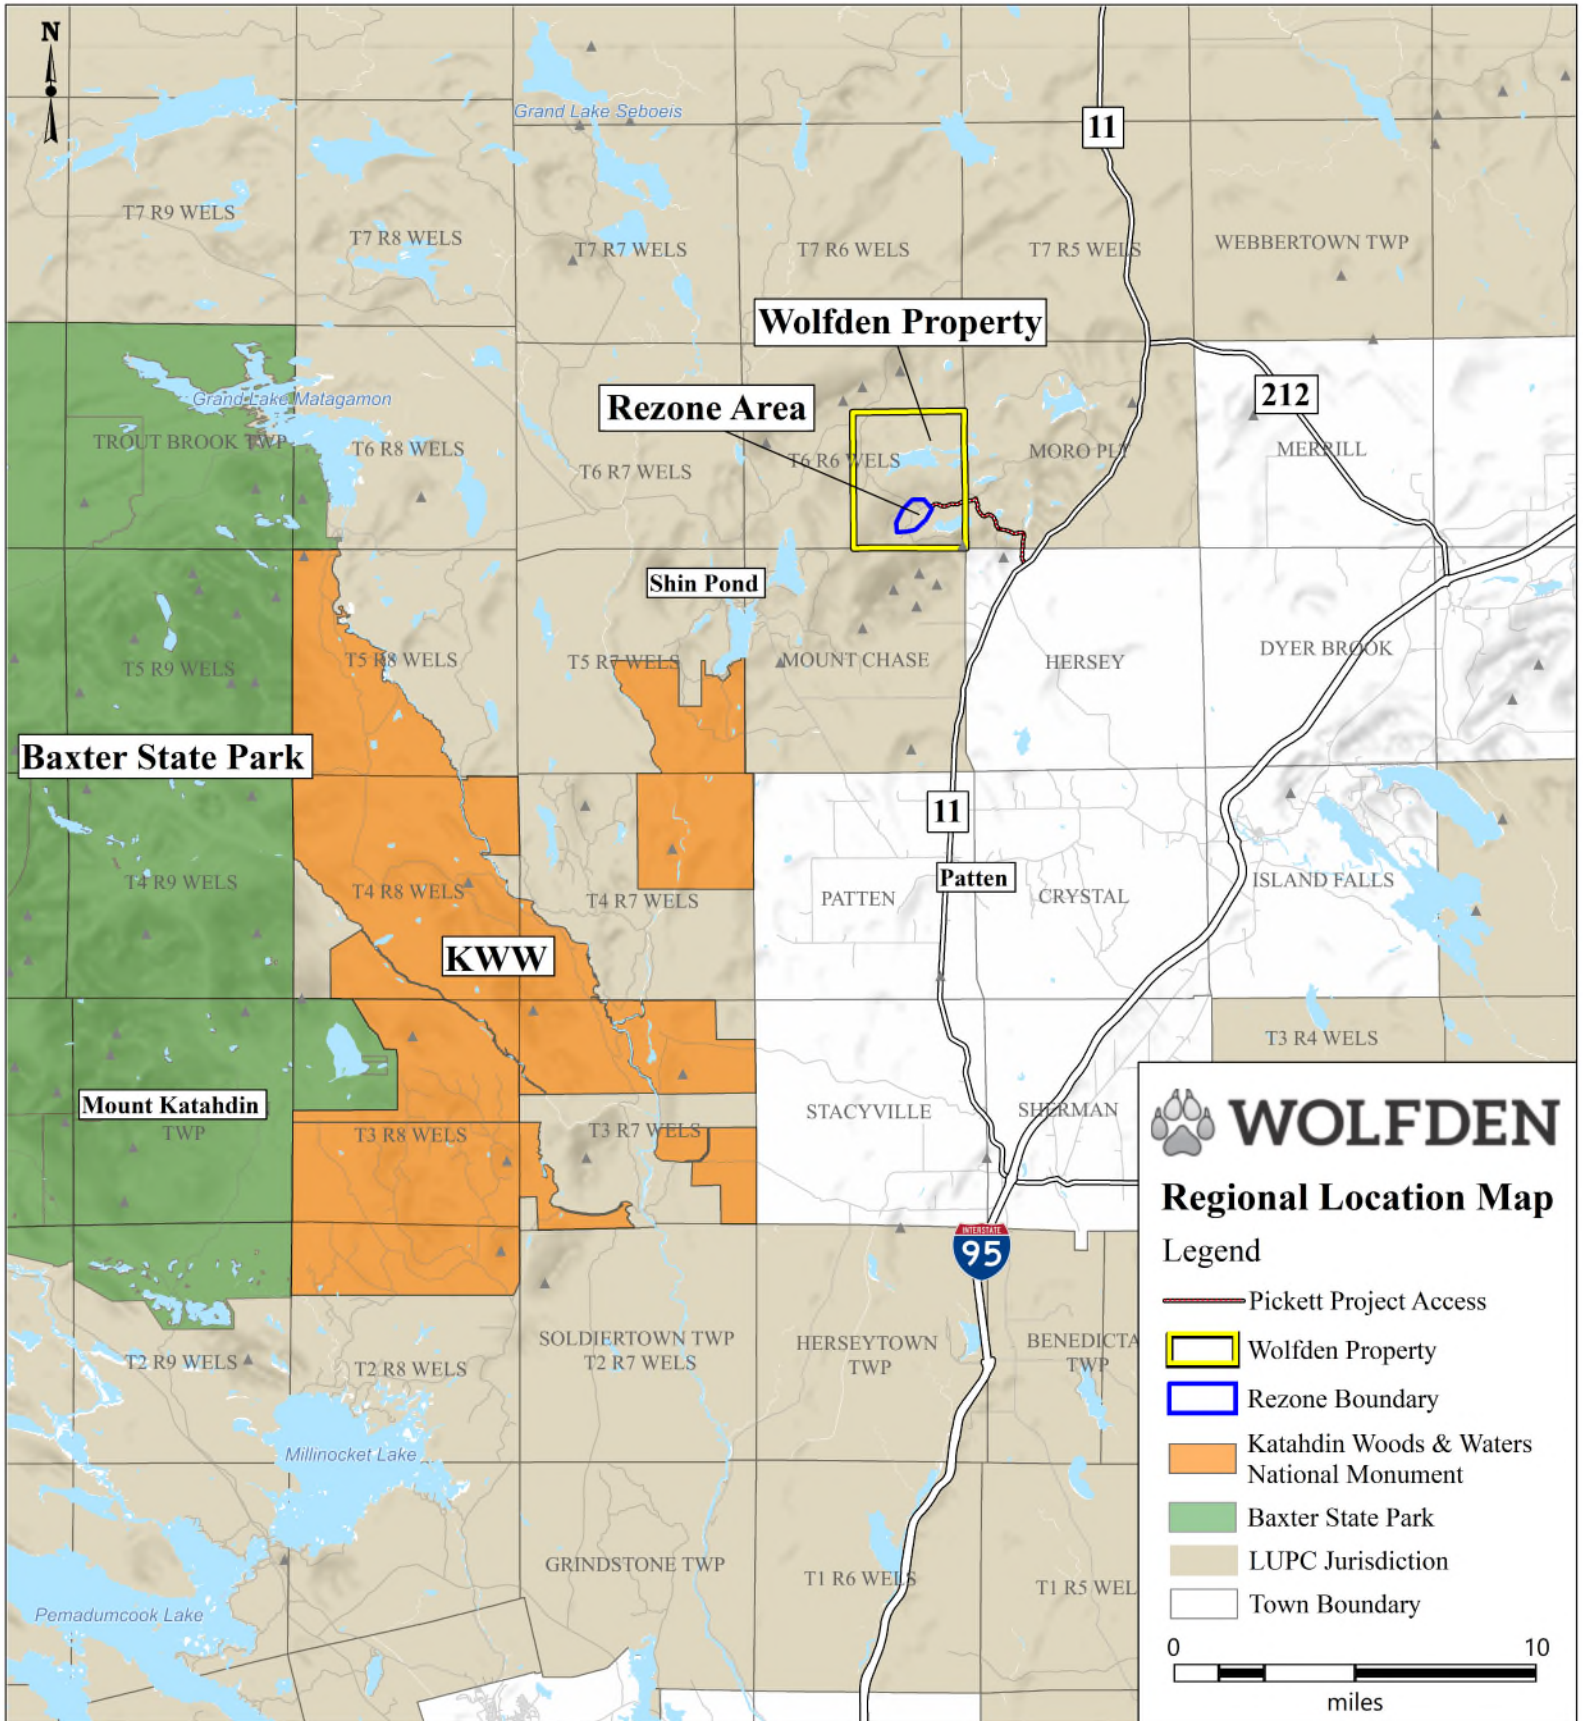 N
Grand Lake Seboeis
11
T7 R9 WELS
T7 R8 WELS
T7 R7 WELS
T7 R6 WELS
T7 R5 WELS
WEBBERTOWN TWP
Wolfden Property
Rezone Area
212
Grand Lake Matagamon
TROUT BROOK TWP
T6 R8 WELS
T6 R7 WELS
T6 R6 WELS
MORO PLT
MERRILL
Shin Pond
T5 R9 WELS
T5 R8 WELS
T5 R7 WELS
MOUNT CHASE
HERSEY
DYER BROOK
Baxter State Park
11
Patten
T4 R9 WELS
T4 R8 WELS
T4 R7 WELS
PATTEN
CRYSTAL
ISLAND FALLS
KWW
T3 R4 WELS
Mount Katahdin
TWP
T3 R8 WELS
T3 R7 WELS
STACYVILLE
SHERMAN
INTERSTATE
95
T2 R9 WELS
T2 R8 WELS
SOLDIERTOWN TWP
T2 R7 WELS
HERSEYTOWN
TWP
BENEDICTA
TWP
Millinocket Lake
GRINDSTONE TWP
T1 R6 WELS
T1 R5 WEL
Pemadumcook Lake
WOLFDEN
Regional Location Map
Legend
Pickett Project Access
Wolfden Property
Rezone Boundary
Katahdin Woods & Waters
National Monument
Baxter State Park
LUPC Jurisdiction
Town Boundary
0 10
miles